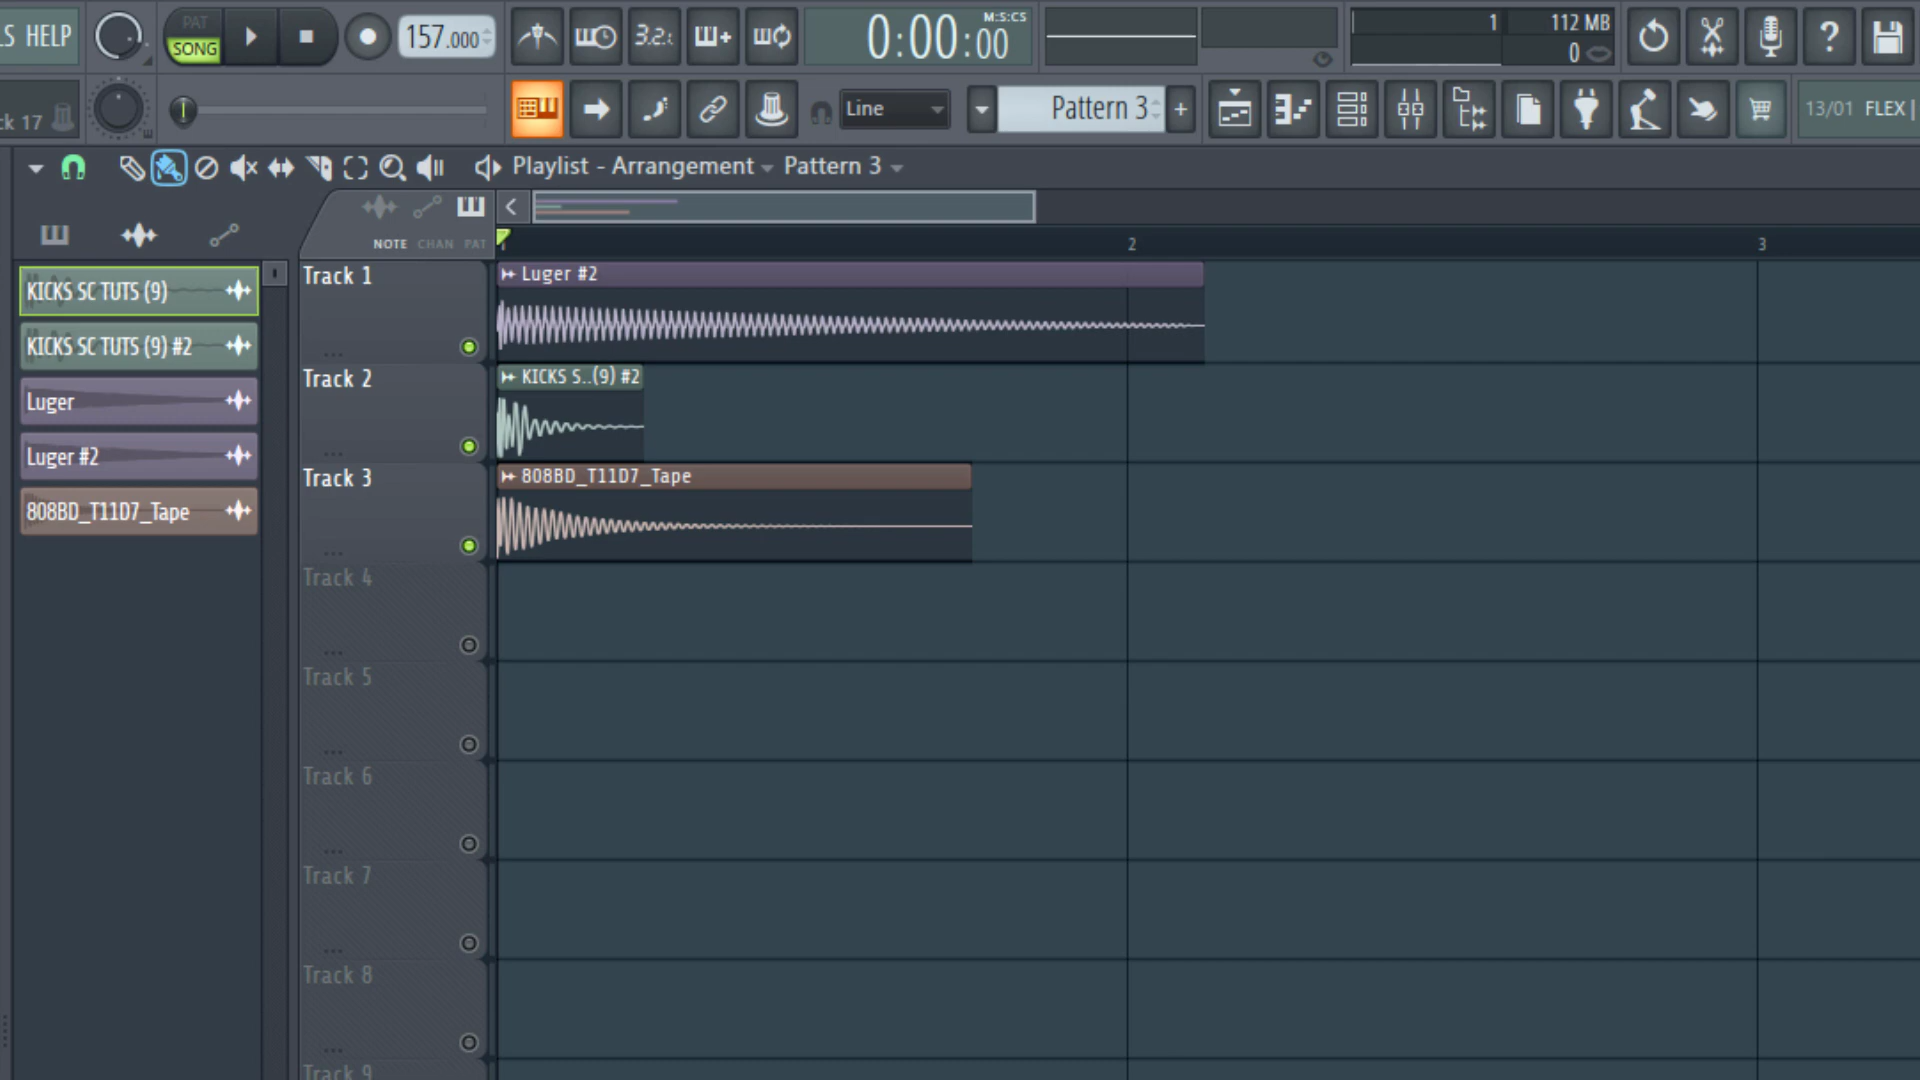 LS HELP
PAT
SONG
157.000
3.2.:
M:S:CS
0:00:00
1
112 MB
0
ck 17
Line
Pattern 3
+
13/01 FLEX |
Playlist - Arrangement
Pattern 3
NOTE CHAN PAT
2
3
KICKS SC TUTS (9)
KICKS SC TUTS (9) #2
Luger
Luger #2
808BD_T11D7_Tape
Track 1
Luger #2
Track 2
KICKS S..(9) #2
Track 3
808BD_T11D7_Tape
Track 4
Track 5
Track 6
Track 7
Track 8
Track 9